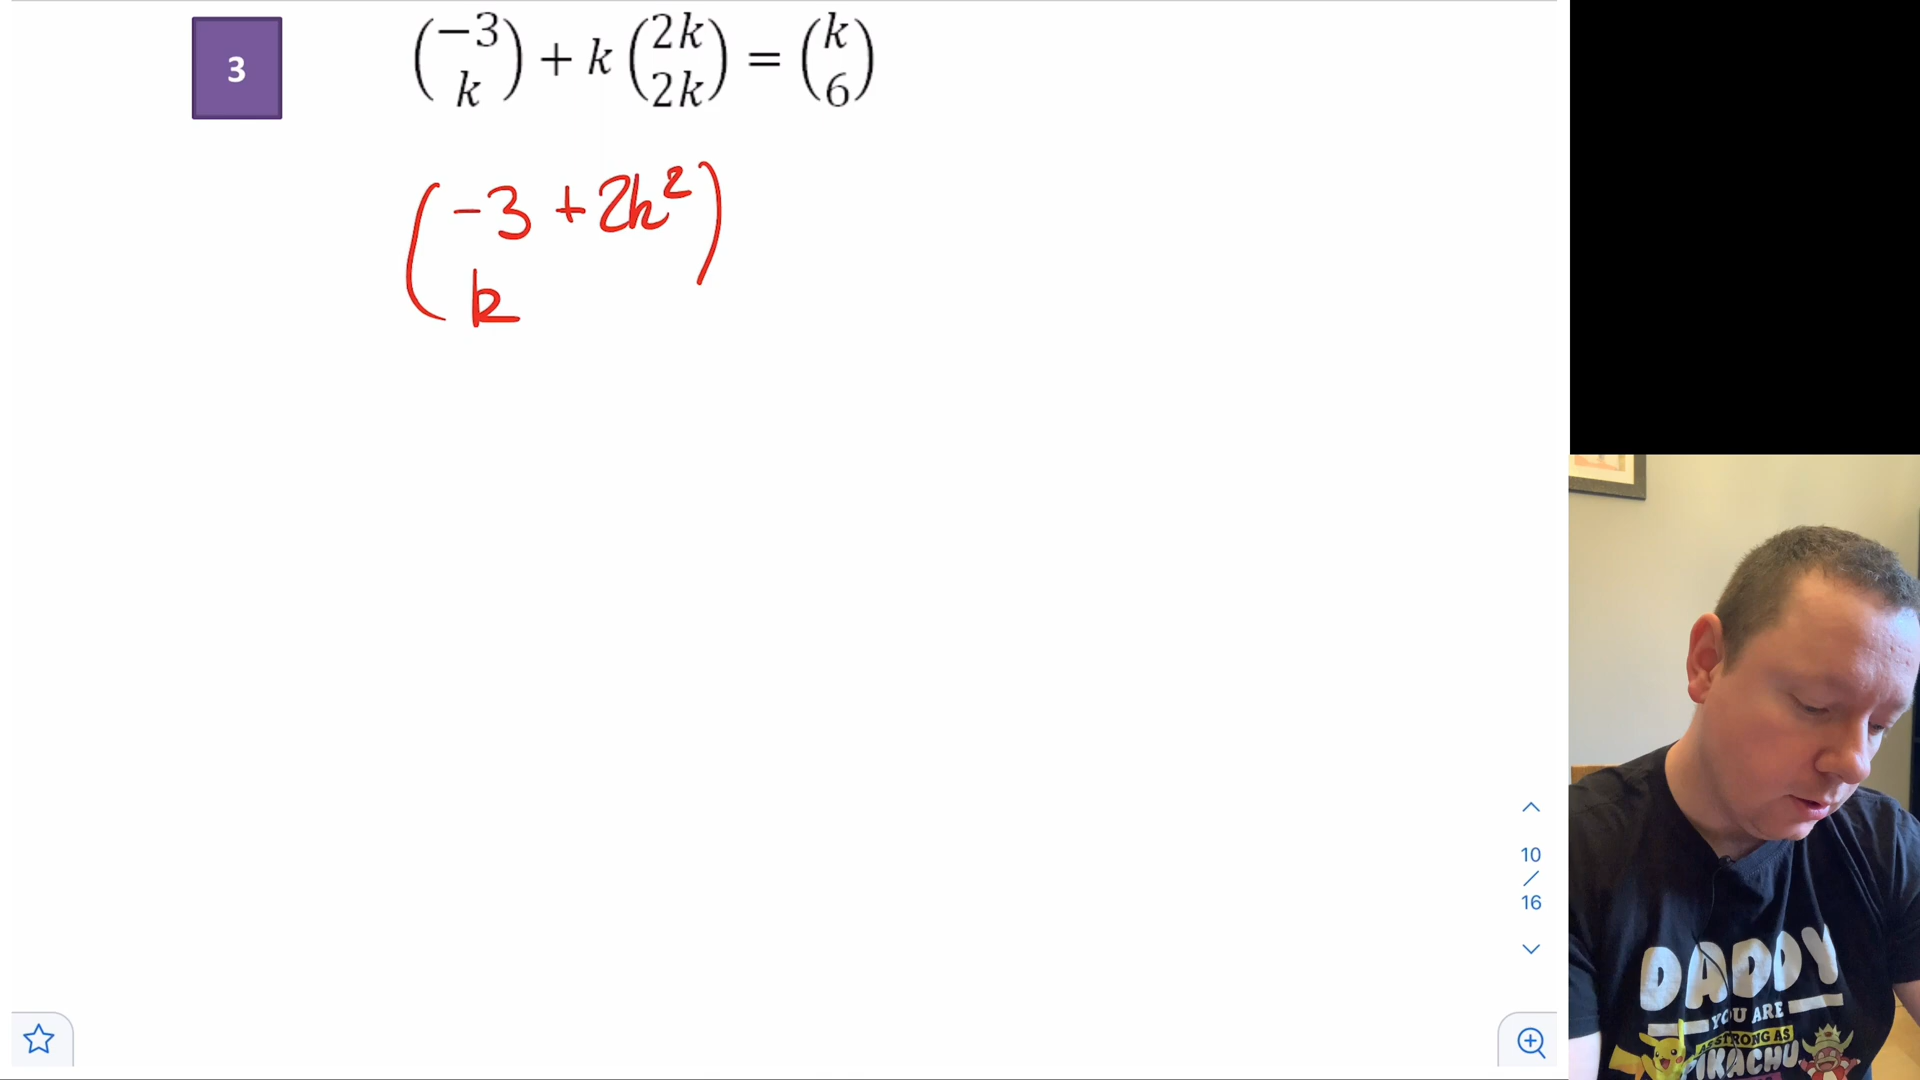 3
(−3 k) + k (2k 2k) = (k 6)
(-3 + 2k²
k)
10
/
16
DADDY
YOU ARE
AS STRONG AS
PIKACHU